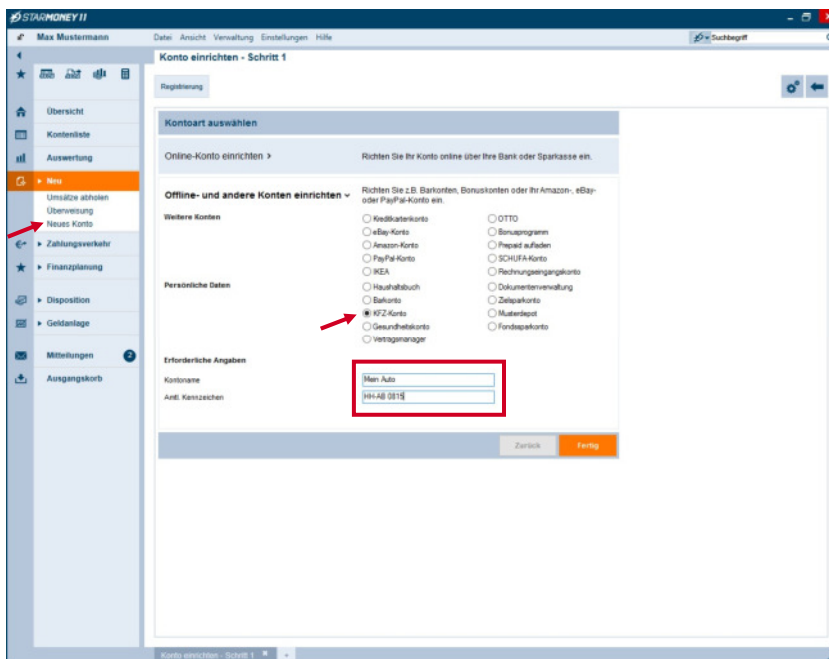 STARMONEY 11
Max Mustermann
Datei Ansicht Verwaltung Einstellungen Hilfe
Suchbegriff
Konto einrichten - Schritt 1
Registrierung
Übersicht
Kontenliste
Auswertung
Neu
Umsätze abholen
Überweisung
Neues Konto
Zahlungsverkehr
Finanzplanung
Disposition
Geldanlage
Mitteilungen 2
Ausgangskorb
Kontoart auswählen
Online-Konto einrichten >
Richten Sie Ihr Konto online über Ihre Bank oder Sparkasse ein.
Offline- und andere Konten einrichten
Richten Sie z.B. Barkonten, Bonuskonten oder Ihr Amazon-, eBay-
oder PayPal-Konto ein.
Weitere Konten
Kreditkartenkonto OTTO
eBay-Konto Bonusprogramm
Amazon-Konto Prepaid aufladen
PayPal-Konto SCHUFA-Konto
IKEA Rechnungseingangskonto
Persönliche Daten
Haushaltsbuch Dokumentenverwaltung
Barkonto Zielsparkonto
KFZ-Konto Musterdepot
Gesundheitskonto Fondssparkonto
Vertragsmanager
Erforderliche Angaben
Kontoname Mein Auto
Amtl. Kennzeichen HH-AB 0815
Zurück Fertig
Konto einrichten - Schritt 1 × +